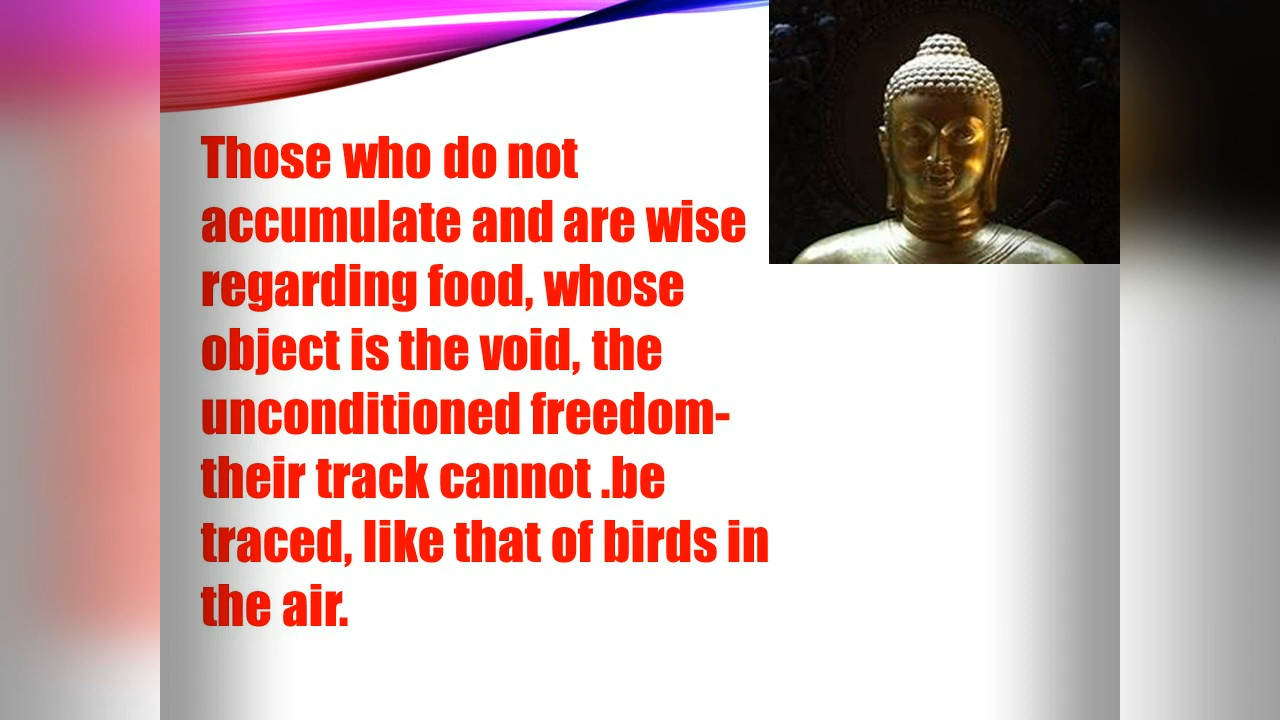 Those who do not
accumulate and are wise
regarding food, whose
object is the void, the
unconditioned freedom-
their track cannot .be
traced, like that of birds in
the air.